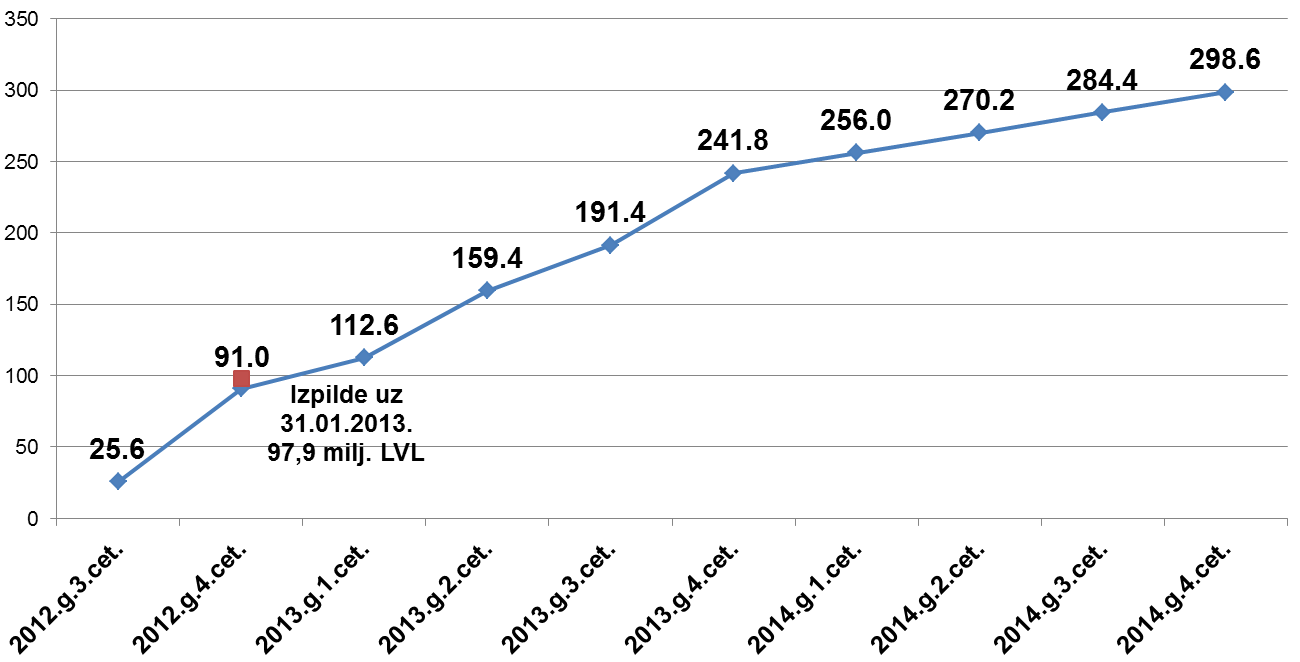 350
300
250
200
150
100
50
0
25.6
91.0
112.6
159.4
191.4
241.8
256.0
270.2
284.4
298.6
Izpilde uz
31.01.2013.
97,9 milj. LVL
2012.g.3.cet.
2012.g.4.cet.
2013.g.1.cet.
2013.g.2.cet.
2013.g.3.cet.
2013.g.4.cet.
2014.g.1.cet.
2014.g.2.cet.
2014.g.3.cet.
2014.g.4.cet.